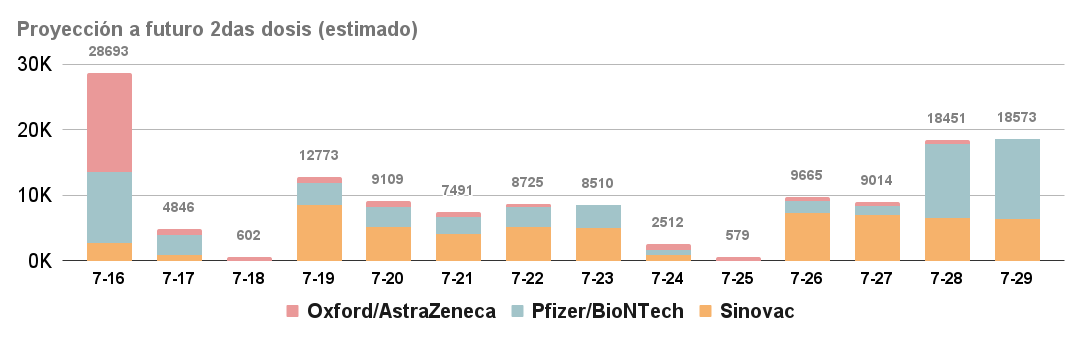 Proyección a futuro 2das dosis (estimado)
30K
20K
10K
0K
28693
4846
602
12773
9109
7491
8725
8510
2512
579
9665
9014
18451
18573
7-16 7-17 7-18 7-19 7-20 7-21 7-22 7-23 7-24 7-25 7-26 7-27 7-28 7-29
Oxford/AstraZeneca Pfizer/BioNTech Sinovac